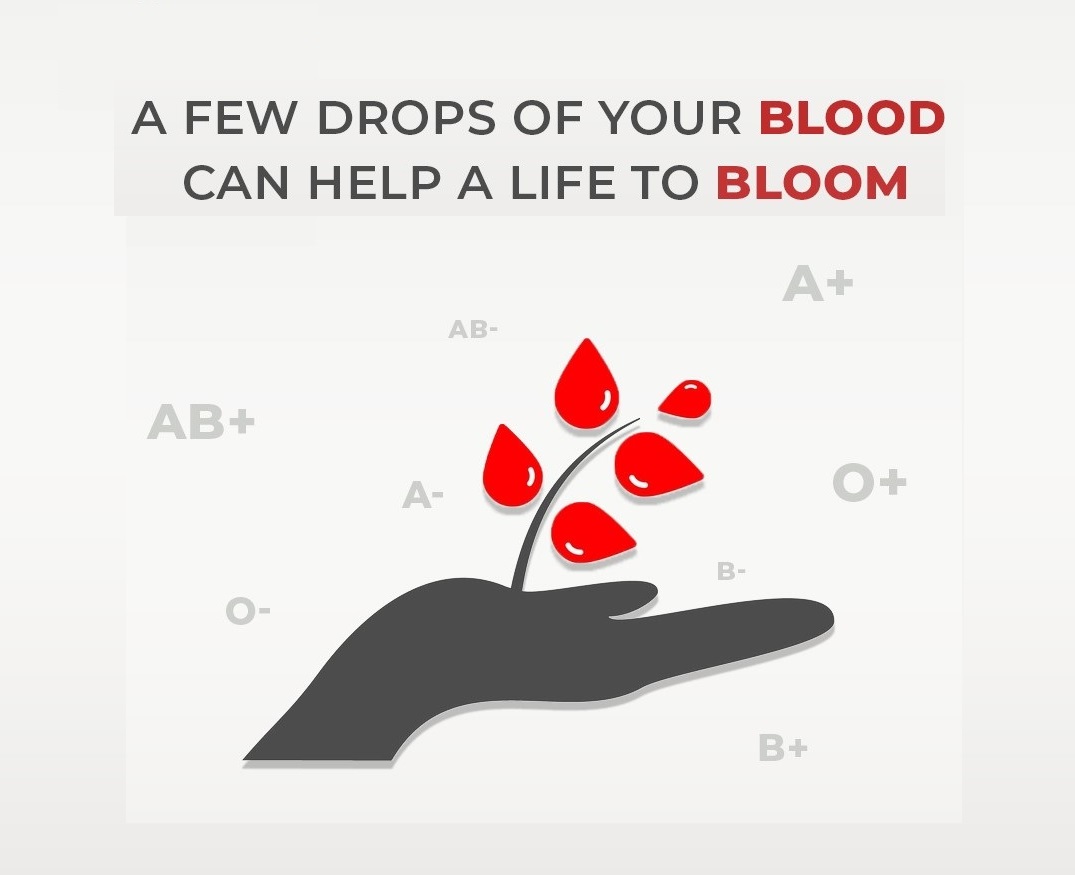 A FEW DROPS OF YOUR BLOOD
CAN HELP A LIFE TO BLOOM
A+
AB-
AB+
A-
O+
B-
O-
B+